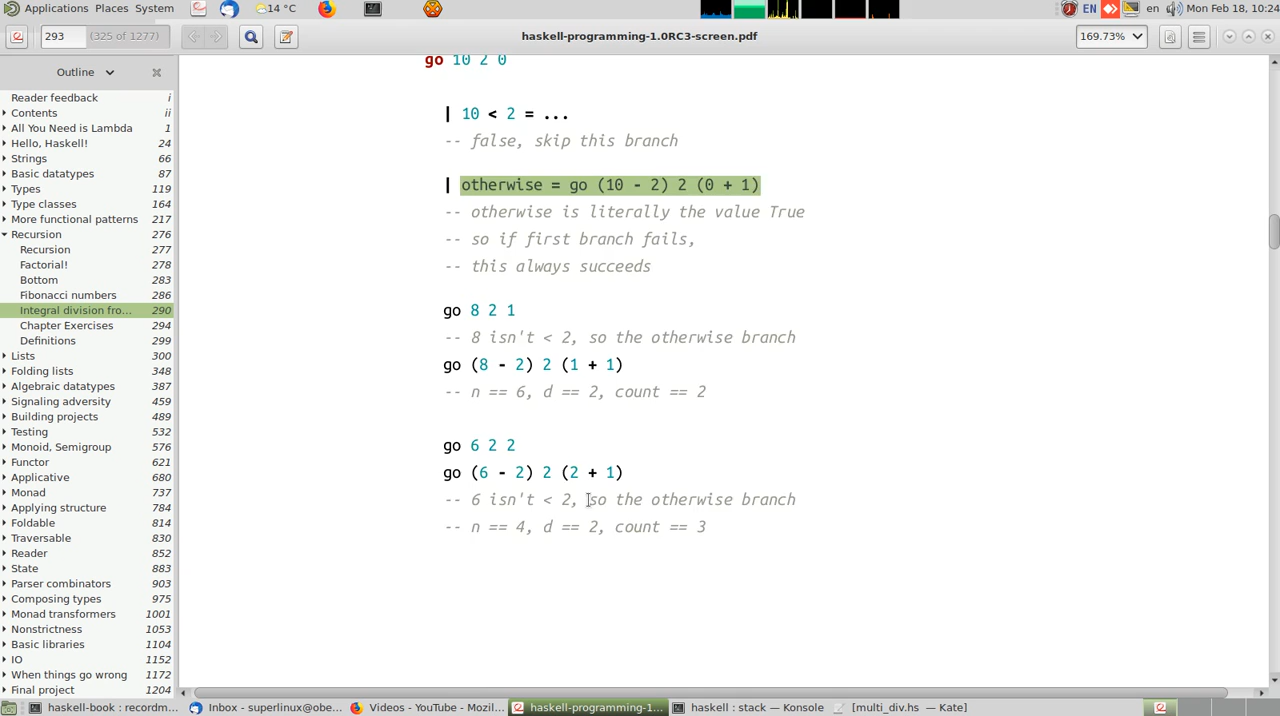 Applications Places System 14 °C EN en Mon Feb 18, 10:24
293 (325 of 1277) haskell-programming-1.0RC3-screen.pdf 169.73%
Outline
Reader feedback i
Contents ii
All You Need is Lambda 1
Hello, Haskell! 24
Strings 66
Basic datatypes 87
Types 119
Type classes 164
More functional patterns 217
Recursion 276
Recursion 277
Factorial! 278
Bottom 283
Fibonacci numbers 286
Integral division fro... 290
Chapter Exercises 294
Definitions 299
Lists 300
Folding lists 348
Algebraic datatypes 387
Signaling adversity 459
Building projects 489
Testing 532
Monoid, Semigroup 576
Functor 621
Applicative 680
Monad 737
Applying structure 784
Foldable 814
Traversable 830
Reader 852
State 883
Parser combinators 903
Composing types 975
Monad transformers 1001
Nonstrictness 1053
Basic libraries 1104
IO 1152
When things go wrong 1172
Final project 1204
go 10 2 0
| 10 < 2 = ...
-- false, skip this branch
| otherwise = go (10 - 2) 2 (0 + 1)
-- otherwise is literally the value True
-- so if first branch fails,
-- this always succeeds
go 8 2 1
-- 8 isn't < 2, so the otherwise branch
go (8 - 2) 2 (1 + 1)
-- n == 6, d == 2, count == 2
go 6 2 2
go (6 - 2) 2 (2 + 1)
-- 6 isn't < 2, so the otherwise branch
-- n == 4, d == 2, count == 3
haskell-book : recordm... Inbox - superlinux@obe... Videos - YouTube - Mozil... haskell-programming-1.... haskell : stack — Konsole [multi_div.hs — Kate]